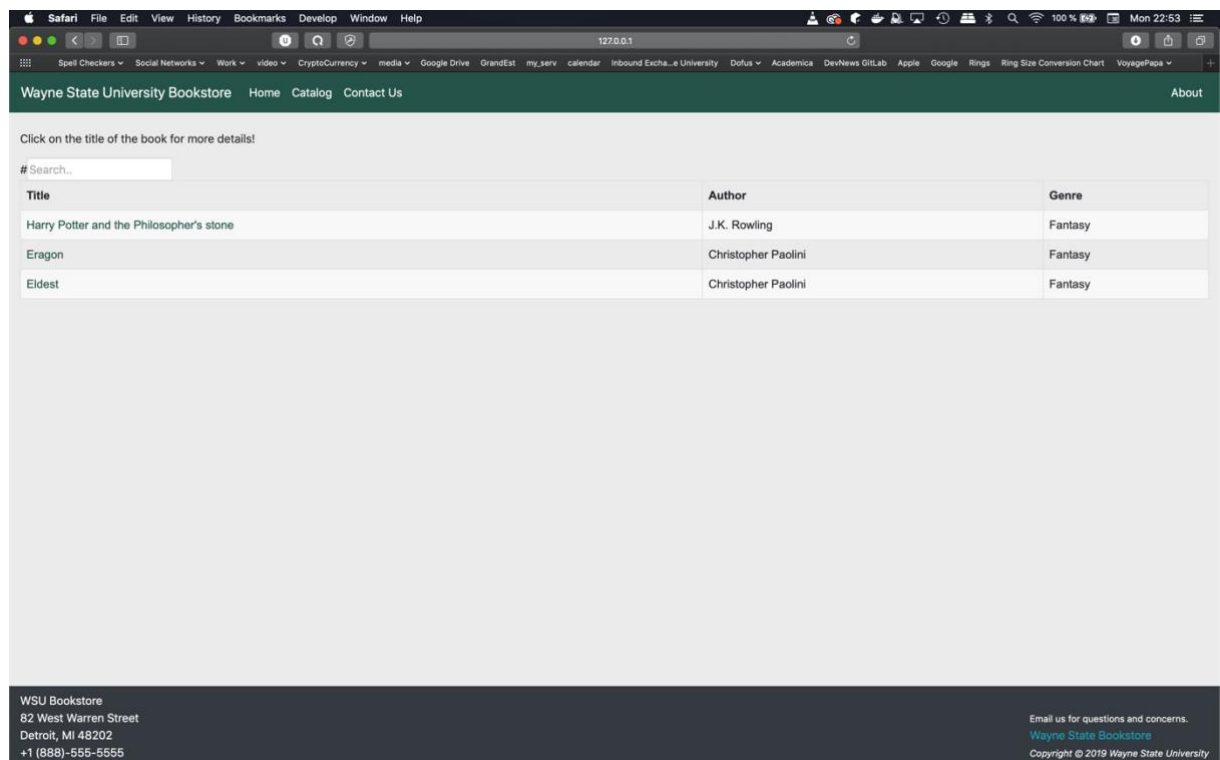 Safari File Edit View History Bookmarks Develop Window Help 100 % Mon 22:53
127.0.0.1
Spell Checkers Social Networks Work video CryptoCurrency media Google Drive GrandEst my_serv calendar Inbound Excha...e University Dofus Academica DevNews GitLab Apple Google Rings Ring Size Conversion Chart VoyagePapa
Wayne State University Bookstore Home Catalog Contact Us About
Click on the title of the book for more details!
#Search..
Title Author Genre
Harry Potter and the Philosopher's stone J.K. Rowling Fantasy
Eragon Christopher Paolini Fantasy
Eldest Christopher Paolini Fantasy
WSU Bookstore
82 West Warren Street
Detroit, MI 48202
+1 (888)-555-5555
Email us for questions and concerns.
Wayne State Bookstore
Copyright © 2019 Wayne State University